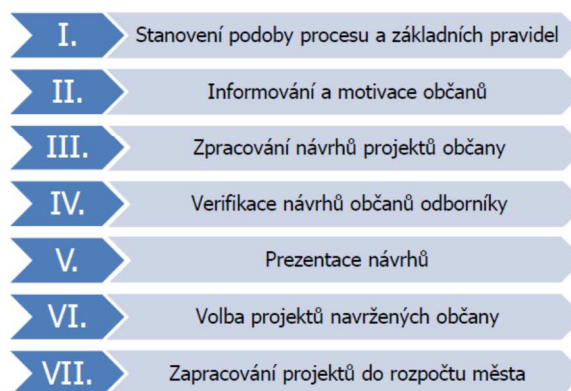 I. Stanovení podoby procesu a základních pravidel
II. Informování a motivace občanů
III. Zpracování návrhů projektů občany
IV. Verifikace návrhů občanů odborníky
V. Prezentace návrhů
VI. Volba projektů navržených občany
VII. Zapracování projektů do rozpočtu města